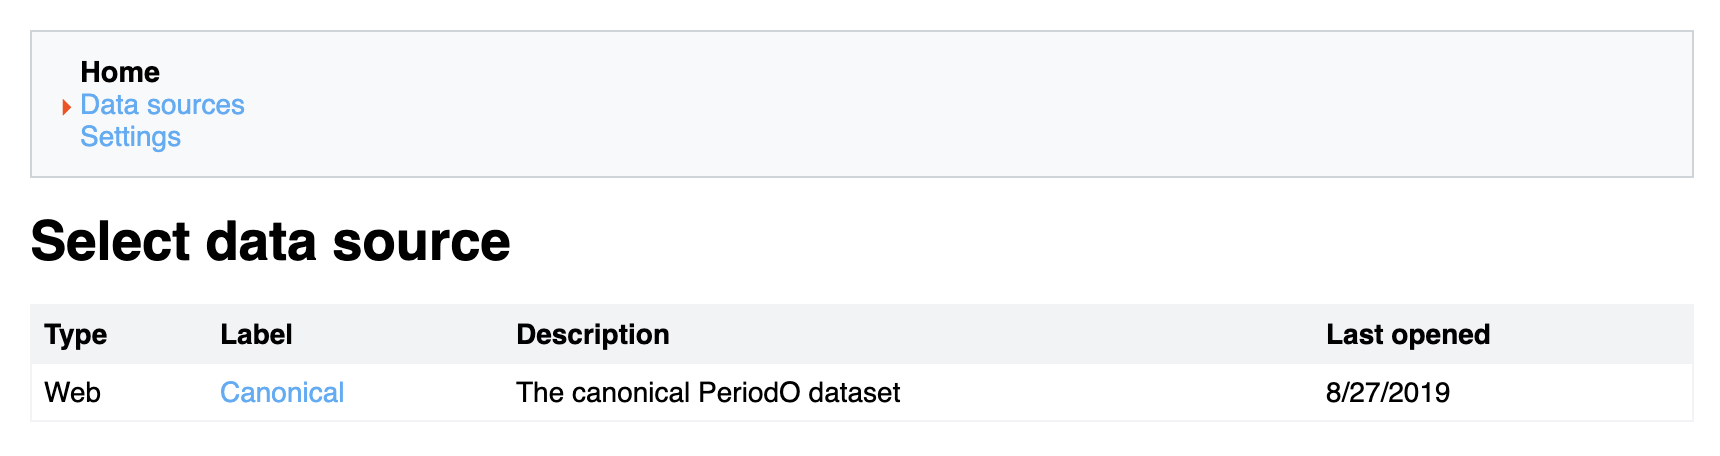 Home
Data sources
Settings
Select data source
Type Label Description Last opened
Web Canonical The canonical PeriodO dataset 8/27/2019